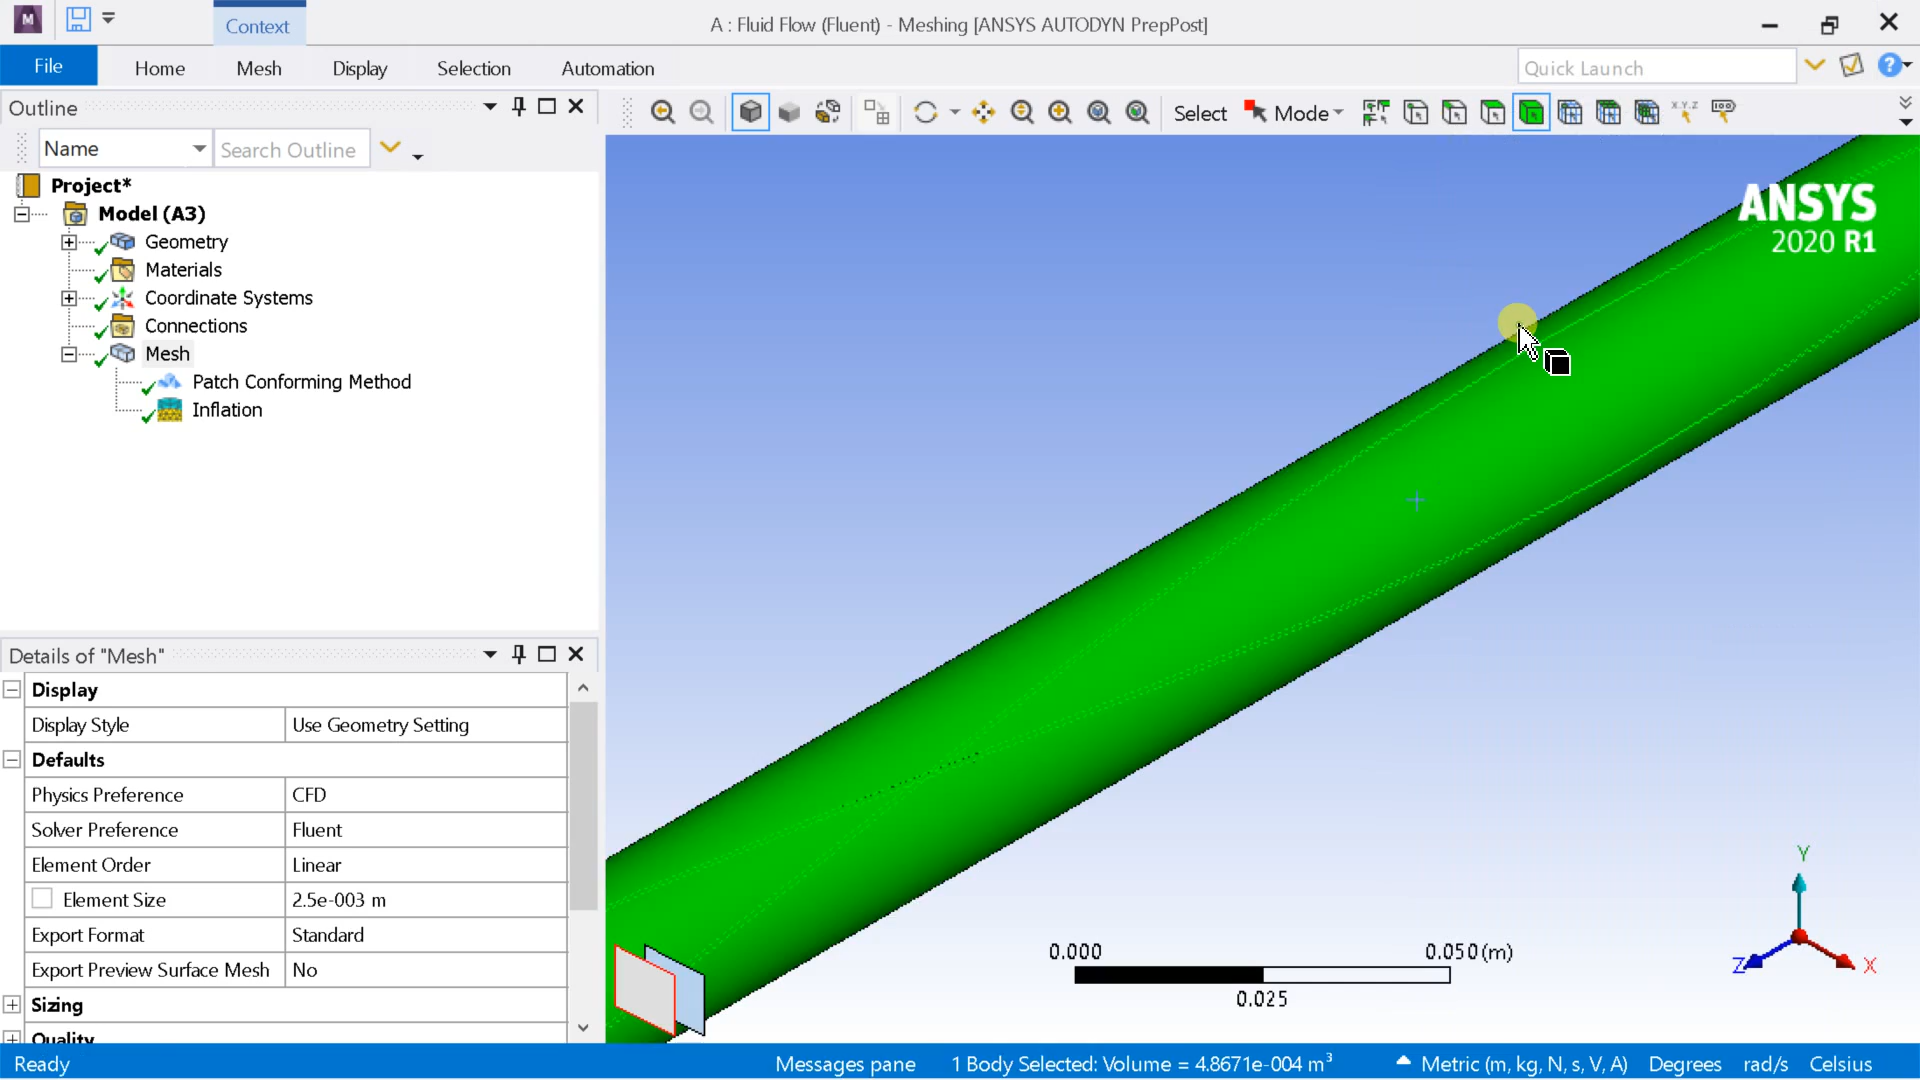 M
Context
A : Fluid Flow (Fluent) - Meshing [ANSYS AUTODYN PrepPost]
File
Home
Mesh
Display
Selection
Automation
Quick Launch
Outline
Select
Mode
X,Y,Z
Name
Search Outline
Project*
Model (A3)
Geometry
Materials
Coordinate Systems
Connections
Mesh
Patch Conforming Method
Inflation
ANSYS
2020 R1
Details of "Mesh"
Display
Display Style
Use Geometry Setting
Defaults
Physics Preference
CFD
Solver Preference
Fluent
Element Order
Linear
Element Size
2.5e-003 m
Export Format
Standard
Export Preview Surface Mesh
No
Sizing
Quality
0.000
0.050(m)
0.025
Y
Z
X
Ready
Messages pane
1 Body Selected: Volume = 4.8671e-004 m³
Metric (m, kg, N, s, V, A)
Degrees
rad/s
Celsius